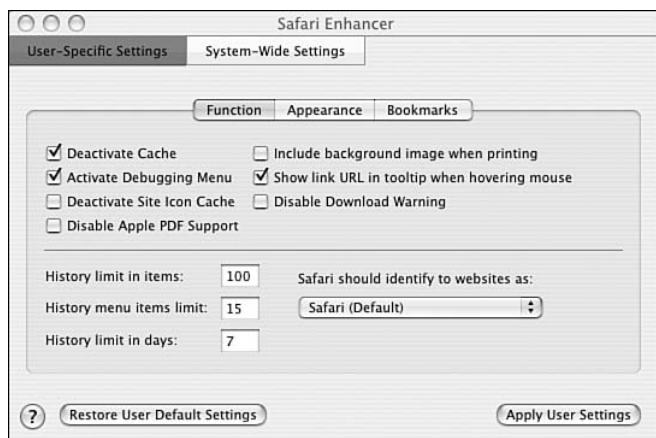 Safari Enhancer
User-Specific Settings System-Wide Settings
Function Appearance Bookmarks
Deactivate Cache Include background image when printing
Activate Debugging Menu Show link URL in tooltip when hovering mouse
Deactivate Site Icon Cache Disable Download Warning
Disable Apple PDF Support
History limit in items: 100 Safari should identify to websites as:
History menu items limit: 15 Safari (Default)
History limit in days: 7
? Restore User Default Settings Apply User Settings